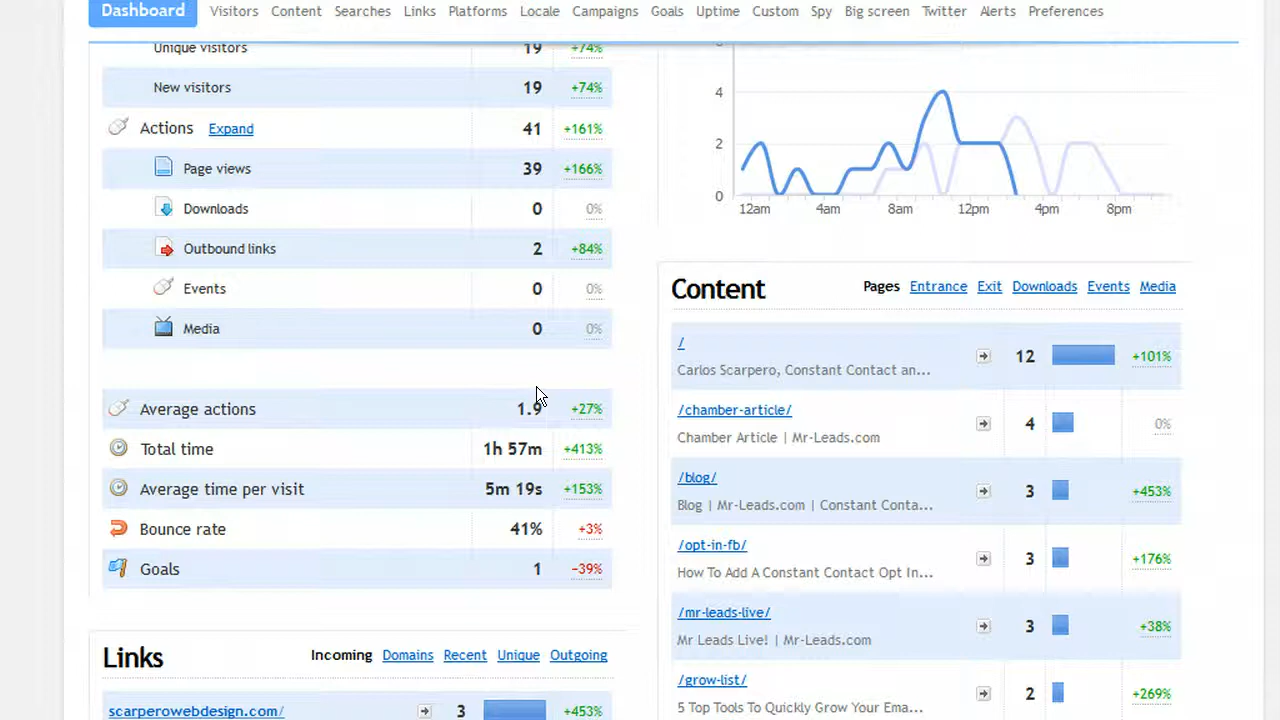 Dashboard Visitors Content Searches Links Platforms Locale Campaigns Goals Uptime Custom Spy Big screen Twitter Alerts Preferences
Unique visitors 19 +74%
New visitors 19 +74%
Actions Expand 41 +161%
Page views 39 +166%
Downloads 0 0%
Outbound links 2 +84%
Events 0 0%
Media 0 0%
Average actions 1.9 +27%
Total time 1h 57m +413%
Average time per visit 5m 19s +153%
Bounce rate 41% +3%
Goals 1 -39%
Links Incoming Domains Recent Unique Outgoing
scarperowebdesign.com/ 3 +453%
4
2
0
12am 4am 8am 12pm 4pm 8pm
Content Pages Entrance Exit Downloads Events Media
/
Carlos Scarpero, Constant Contact an... 12 +101%
/chamber-article/
Chamber Article | Mr-Leads.com 4 0%
/blog/
Blog | Mr-Leads.com | Constant Conta... 3 +453%
/opt-in-fb/
How To Add A Constant Contact Opt In... 3 +176%
/mr-leads-live/
Mr Leads Live! | Mr-Leads.com 3 +38%
/grow-list/
5 Top Tools To Quickly Grow Your Ema... 2 +269%